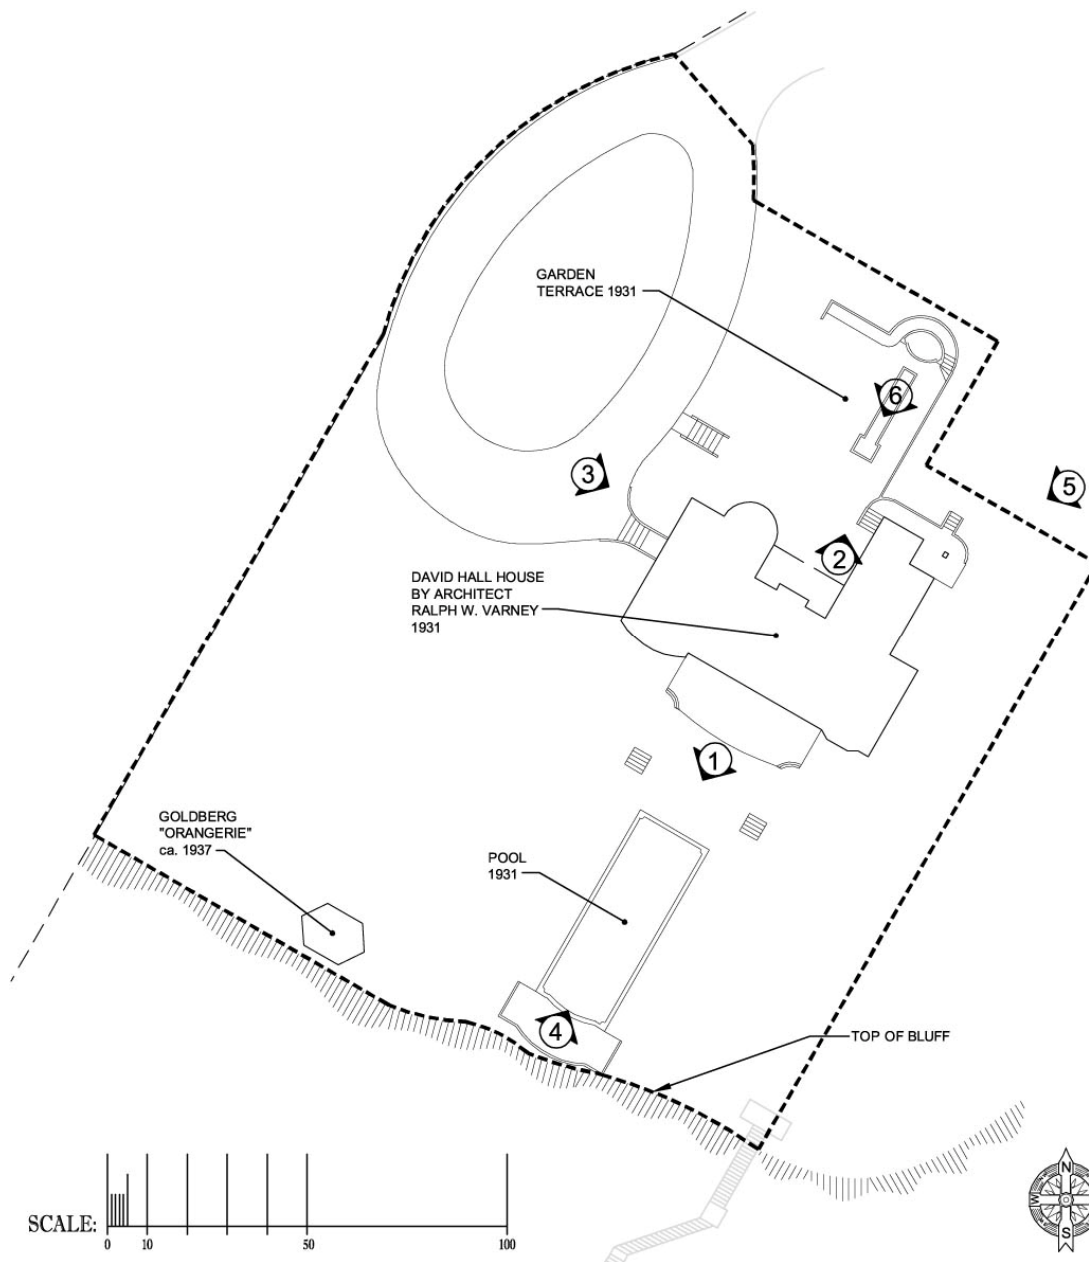 GARDEN
TERRACE 1931
6
3
5
2
DAVID HALL HOUSE
BY ARCHITECT
RALPH W. VARNEY
1931
1
GOLDBERG
"ORANGERIE"
ca. 1937
POOL
1931
4
TOP OF BLUFF
N
W
S
SCALE:
0 10 50 100